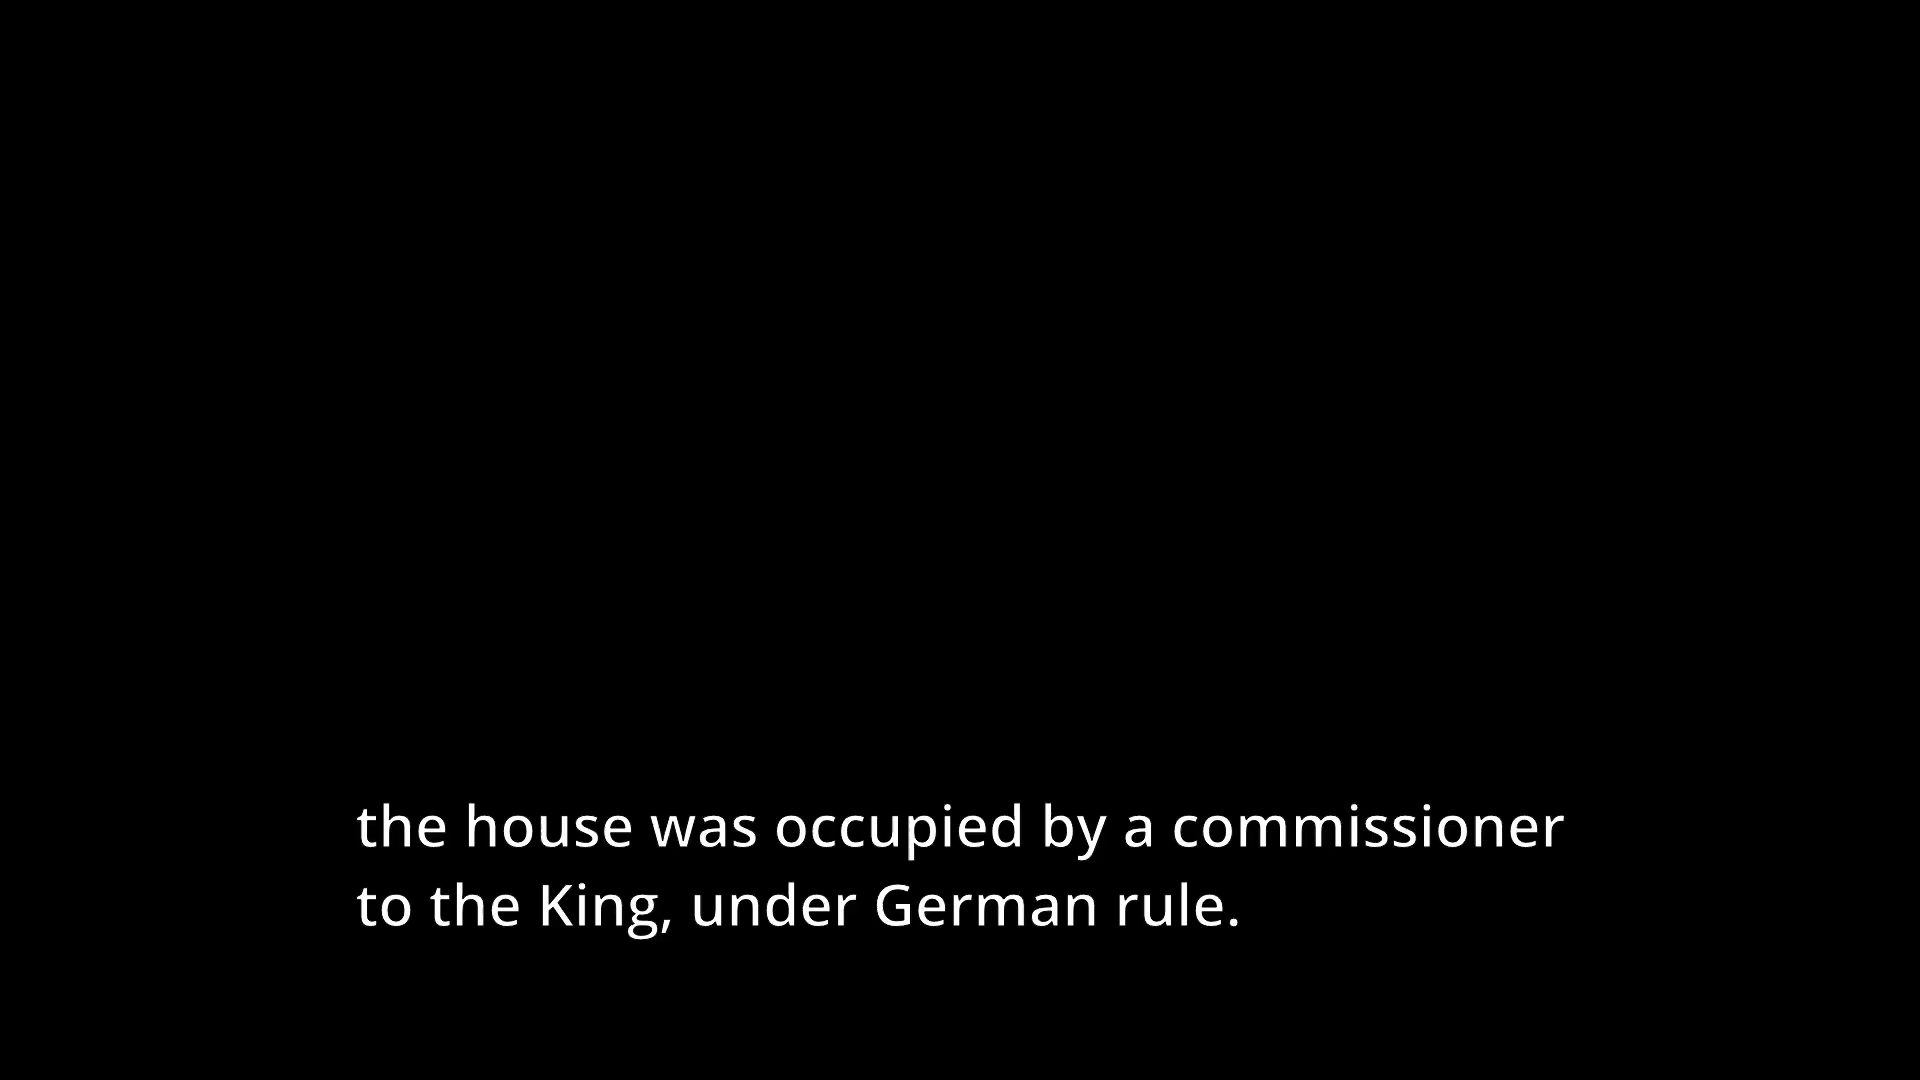 the house was occupied by a commissioner
to the King, under German rule.